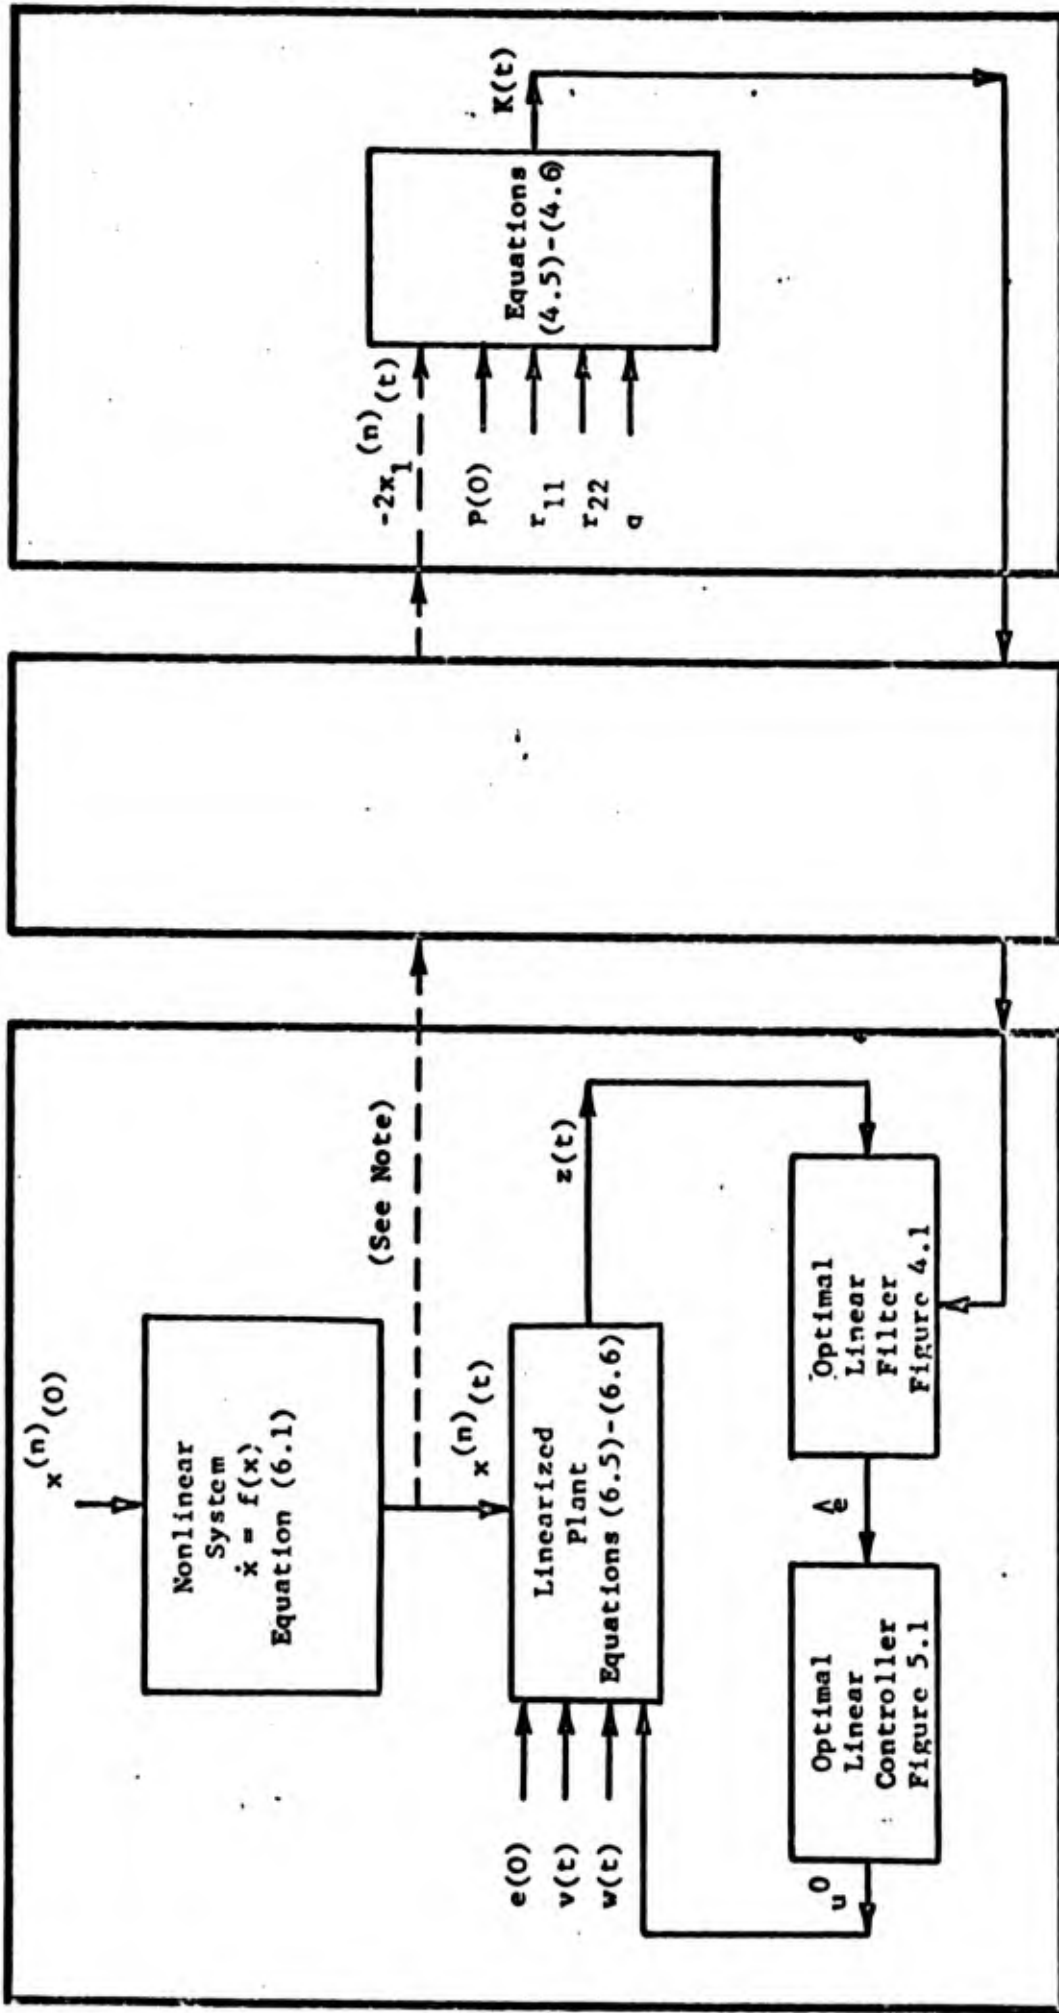 x^(n)(0)
Nonlinear
System
ẋ = f(x)
Equation (6.1)
(See Note)
x^(n)(t)
e(0)
v(t)
w(t)
Linearized
Plant
Equations (6.5)-(6.6)
z(t)
Optimal
Linear
Filter
Figure 4.1
ê
Optimal
Linear
Controller
Figure 5.1
u^0
-2x_1^(n)(t)
P(0)
r_11
r_22
q
Equations
(4.5)-(4.6)
K(t)